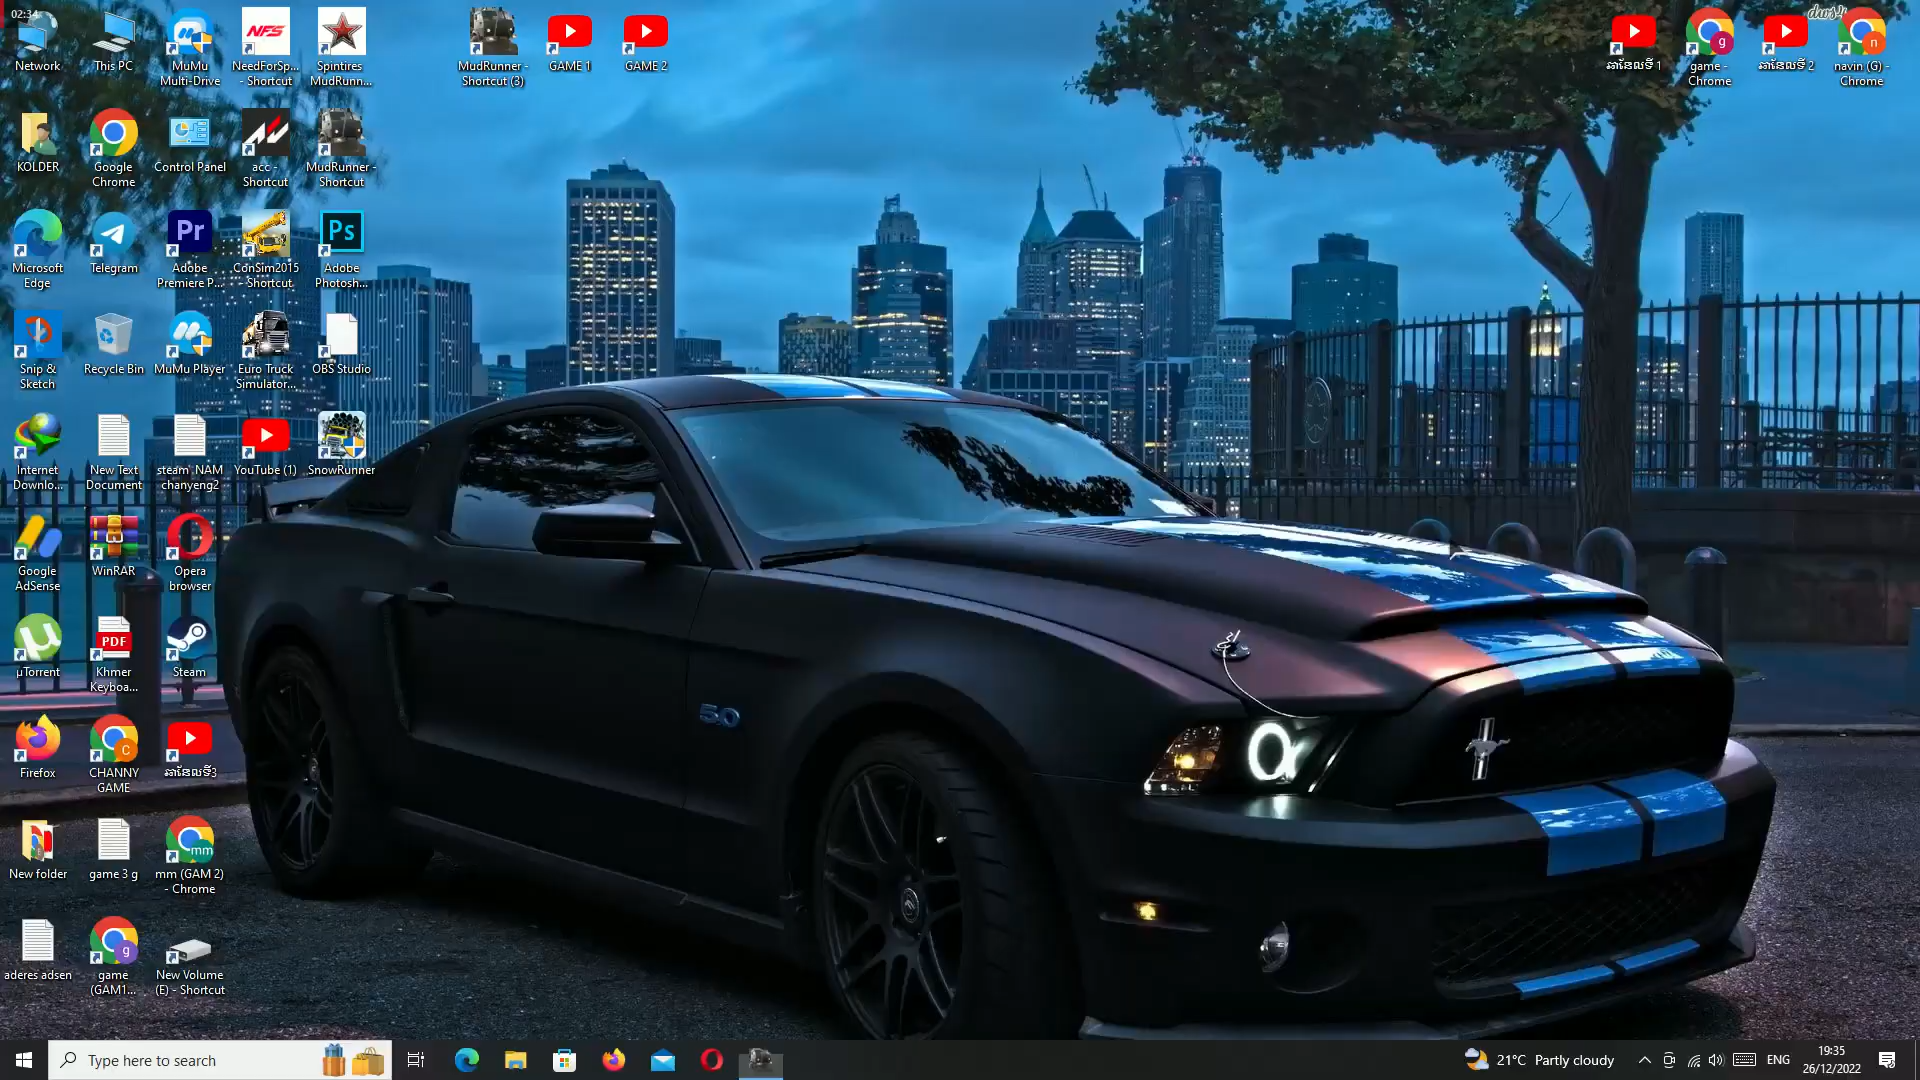 02:34
Network
This PC
MuMu
Multi-Drive
NeedForSp...
- Shortcut
Spintires
MudRunn...
MudRunner -
Shortcut (3)
GAME 1
GAME 2
ឆានែលទី 1
game -
Chrome
ឆានែលទី 2
navin (G) -
Chrome
KOLDER
Google
Chrome
Control Panel
acc -
Shortcut
MudRunner -
Shortcut
Microsoft
Edge
Telegram
Pr
Adobe
Premiere P...
ConSim2015
- Shortcut
Ps
Adobe
Photosh...
Snip &
Sketch
Recycle Bin
MuMu Player
Euro Truck
Simulator...
OBS Studio
Internet
Downlo...
New Text
Document
steam NAM
chanyeng2
YouTube (1)
SnowRunner
Google
AdSense
WinRAR
Opera
browser
µTorrent
PDF
Khmer
Keyboa...
Steam
Firefox
CHANNY
GAME
ឆានែលទី3
New folder
game 3 g
mm (GAM 2)
- Chrome
aderes adsen
game
(GAM1...
New Volume
(E) - Shortcut
5.0
Type here to search
21°C Partly cloudy
ENG
19:35
26/12/2022